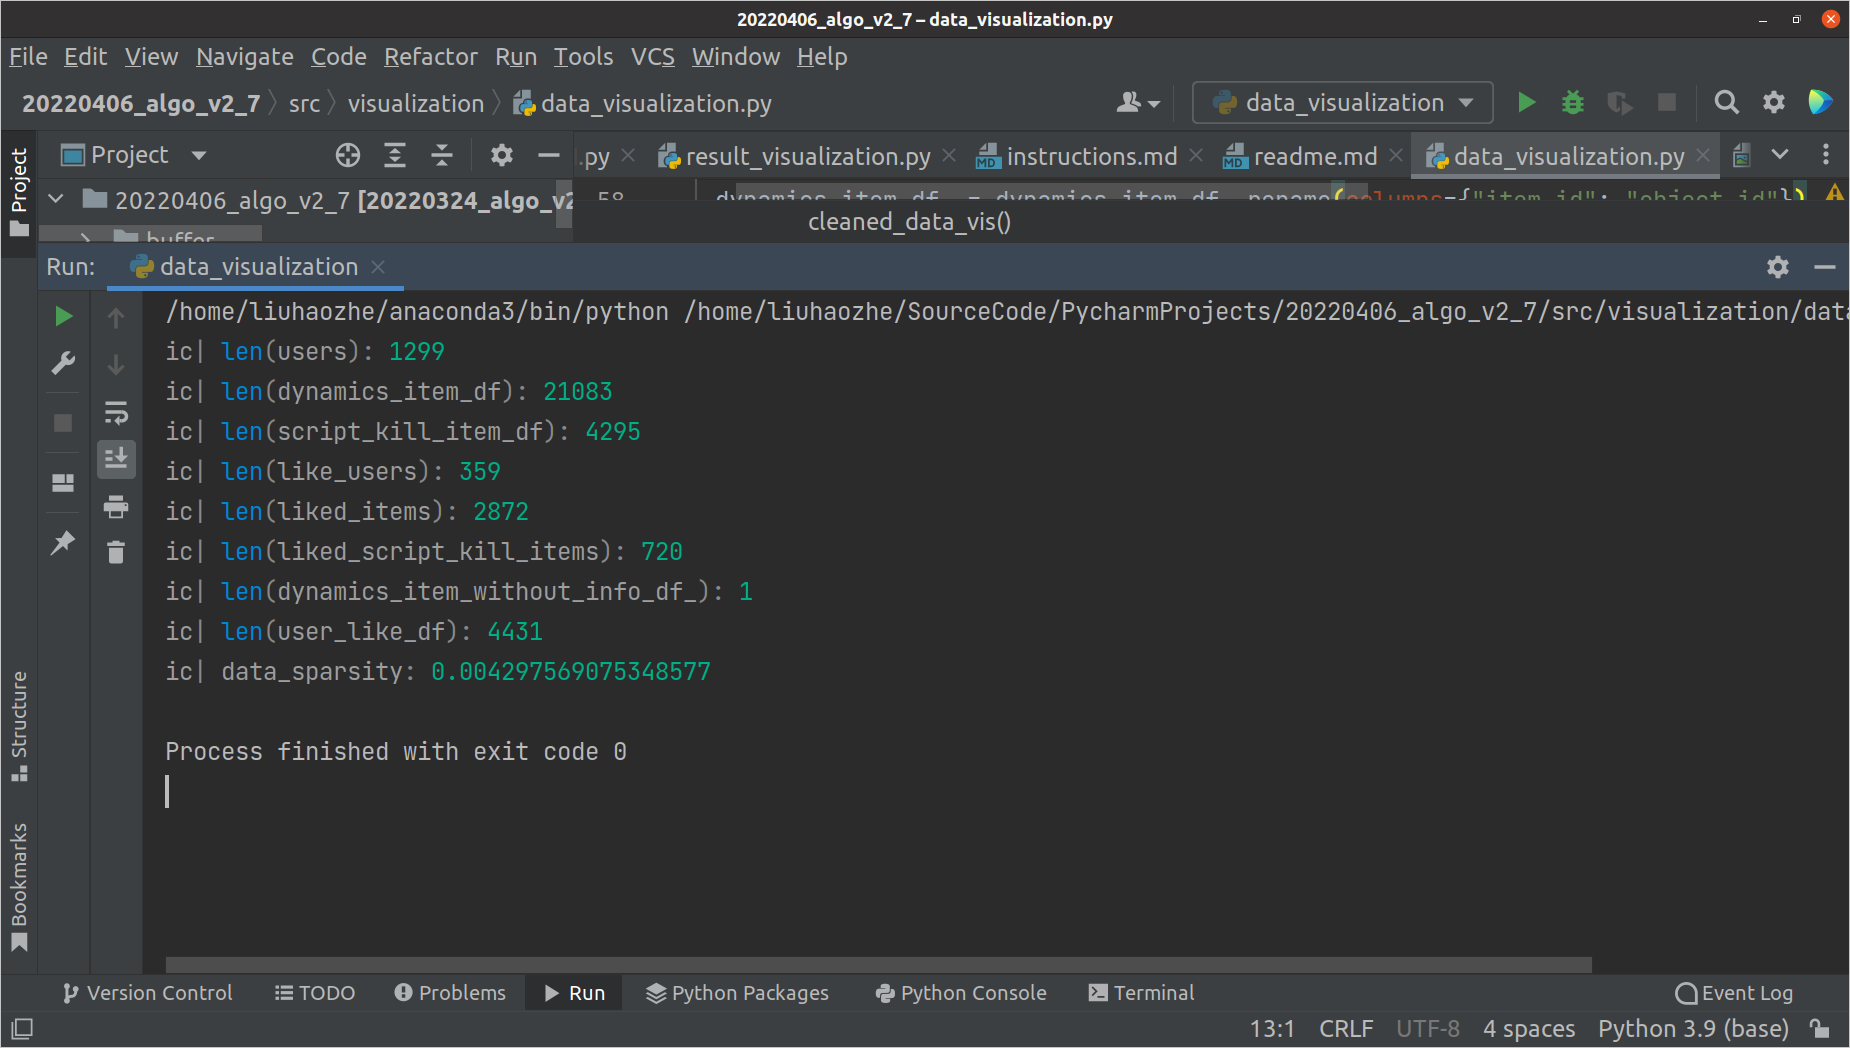 20220406_algo_v2_7 – data_visualization.py
File Edit View Navigate Code Refactor Run Tools VCS Window Help
20220406_algo_v2_7 src visualization data_visualization.py data_visualization
Project .py result_visualization.py instructions.md readme.md data_visualization.py
Project
20220406_algo_v2_7 [20220324_algo_v2 58 dynamics_item_df_ = dynamics_item_df_.rename(columns={"item_id": "object_id"})
buffer cleaned_data_vis()
Run: data_visualization
/home/liuhaozhe/anaconda3/bin/python /home/liuhaozhe/SourceCode/PycharmProjects/20220406_algo_v2_7/src/visualization/data
ic| len(users): 1299
ic| len(dynamics_item_df): 21083
ic| len(script_kill_item_df): 4295
ic| len(like_users): 359
ic| len(liked_items): 2872
ic| len(liked_script_kill_items): 720
ic| len(dynamics_item_without_info_df_): 1
ic| len(user_like_df): 4431
ic| data_sparsity: 0.004297569075348577
Process finished with exit code 0
Structure
Bookmarks
Version Control TODO Problems Run Python Packages Python Console Terminal Event Log
13:1 CRLF UTF-8 4 spaces Python 3.9 (base)